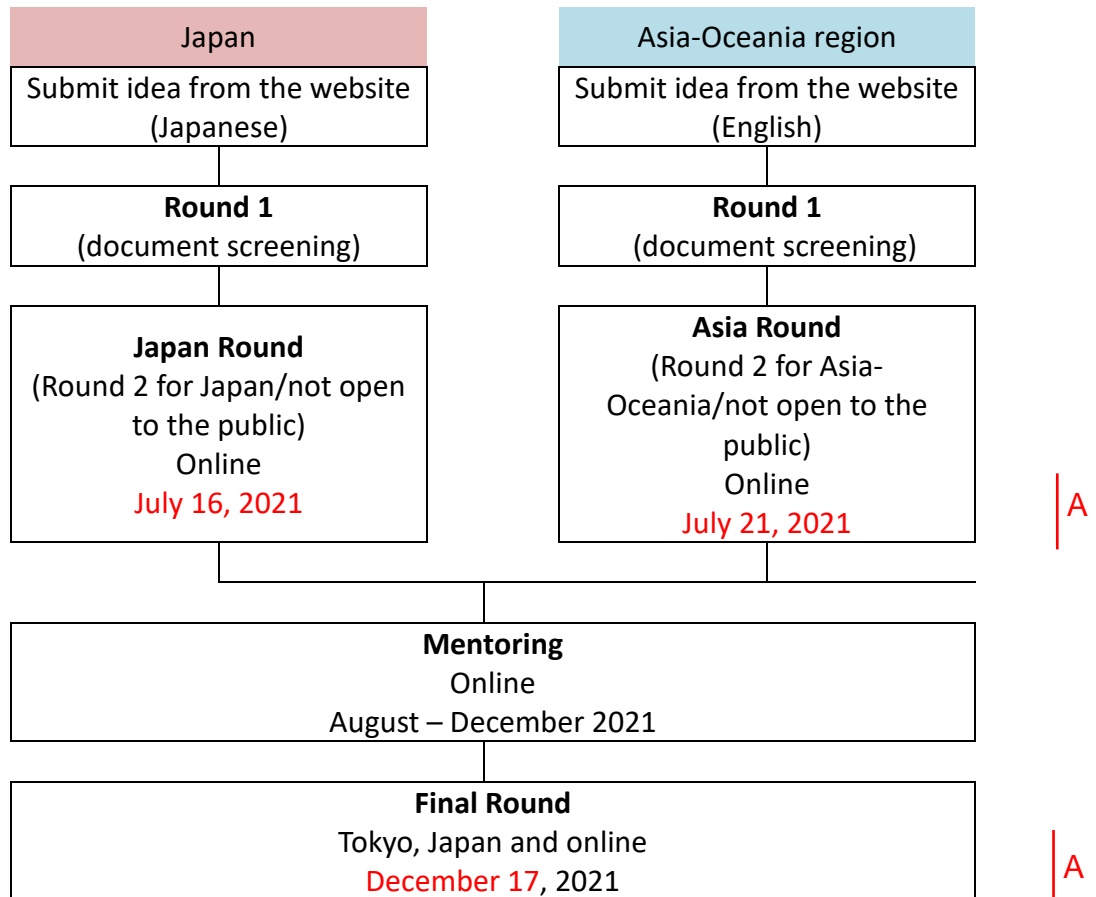 Japan
Submit idea from the website
(Japanese)
Round 1
(document screening)
Japan Round
(Round 2 for Japan/not open
to the public)
Online
July 16, 2021
Asia-Oceania region
Submit idea from the website
(English)
Round 1
(document screening)
Asia Round
(Round 2 for Asia-
Oceania/not open to the
public)
Online
July 21, 2021
A
Mentoring
Online
August – December 2021
Final Round
Tokyo, Japan and online
December 17, 2021
A